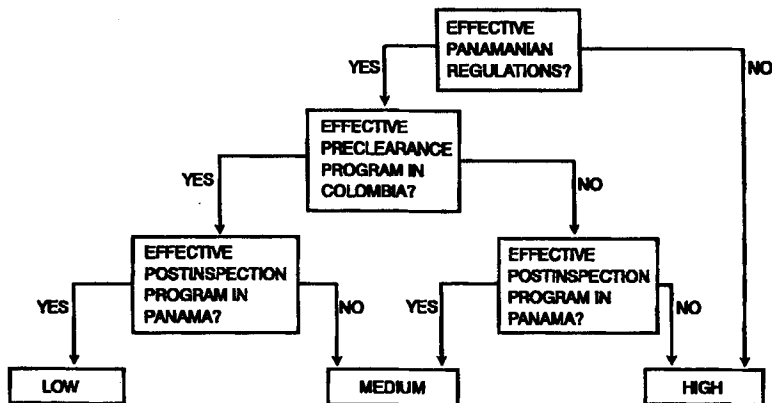 EFFECTIVE
PANAMANIAN
REGULATIONS?
YES
NO
EFFECTIVE
PRECLEARANCE
PROGRAM IN
COLOMBIA?
YES
NO
EFFECTIVE
POSTINSPECTION
PROGRAM IN
PANAMA?
YES
NO
EFFECTIVE
POSTINSPECTION
PROGRAM IN
PANAMA?
YES
NO
LOW
MEDIUM
HIGH